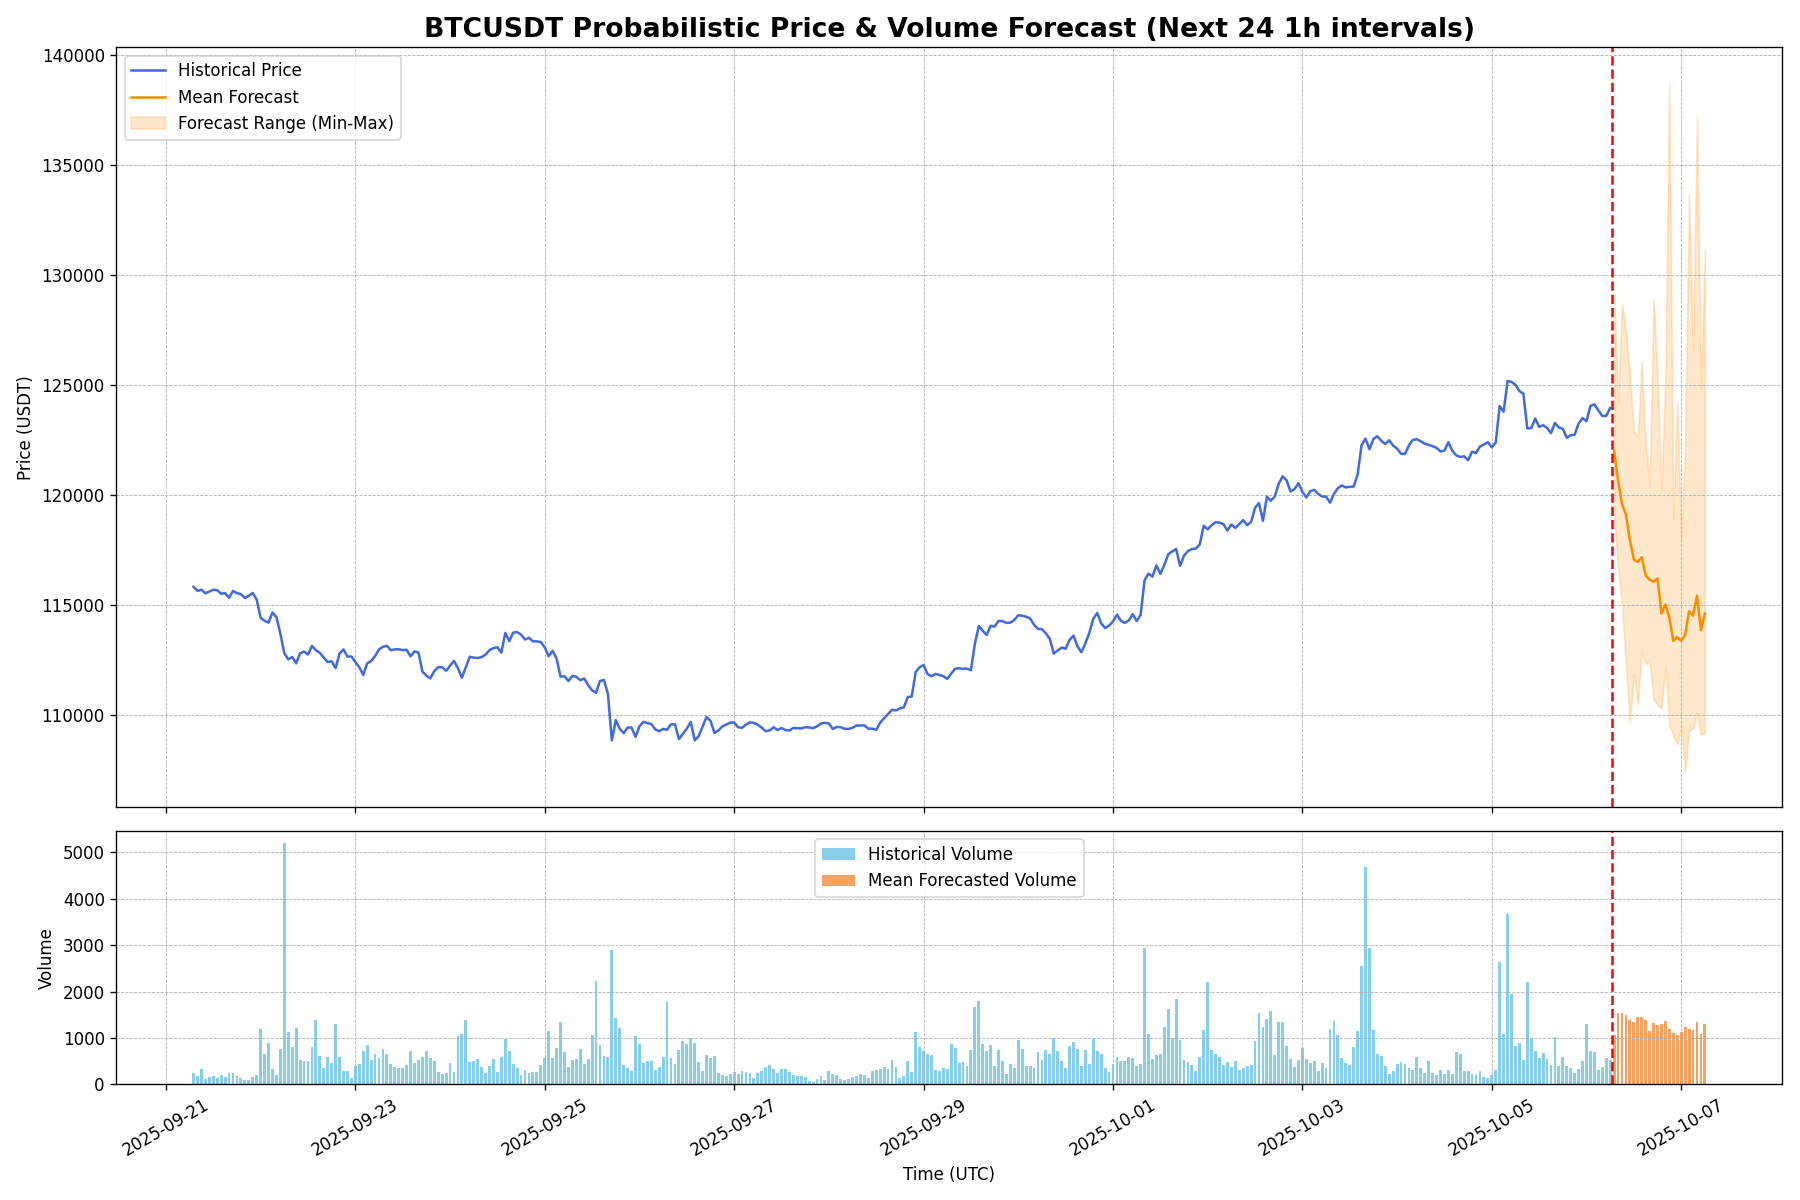 BTCUSDT Probabilistic Price & Volume Forecast (Next 24 1h intervals)
Historical Price
Mean Forecast
Forecast Range (Min-Max)
140000
135000
130000
125000
120000
115000
110000
Price (USDT)
Historical Volume
Mean Forecasted Volume
5000
4000
3000
2000
1000
0
Volume
2025-09-21
2025-09-23
2025-09-25
2025-09-27
2025-09-29
2025-10-01
2025-10-03
2025-10-05
2025-10-07
Time (UTC)